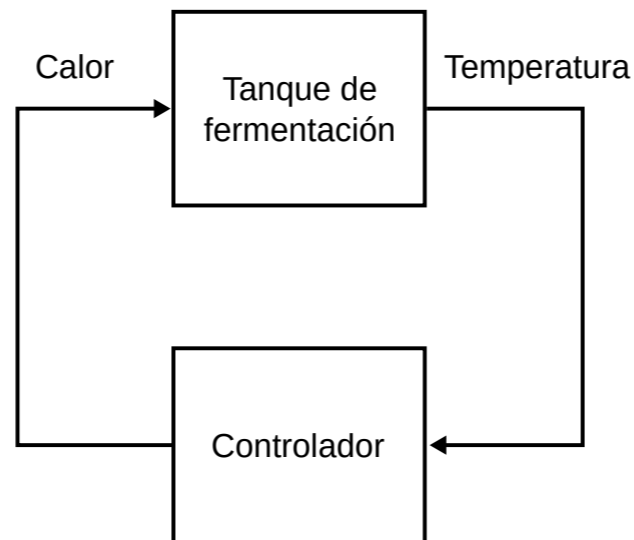 Calor
Tanque de
fermentación
Temperatura
Controlador